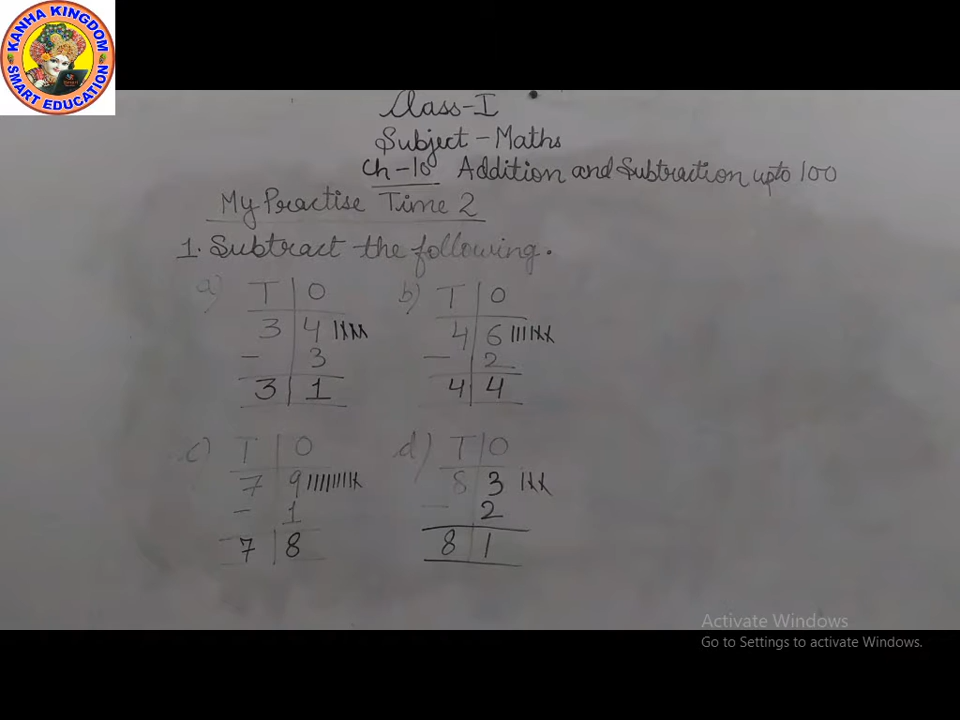 KANHA KINGDOM
SMART EDUCATION
Class-I
Subject - Maths
Ch-10 Addition and Subtraction upto 100
My Practise Time 2
1. Subtract the following.
a) T O b) T O
3 4 4 6
- 3 - 2
3 1 4 4
c) T O d) T O
7 9 8 3
- 1 - 2
7 8 8 1
Activate Windows
Go to Settings to activate Windows.